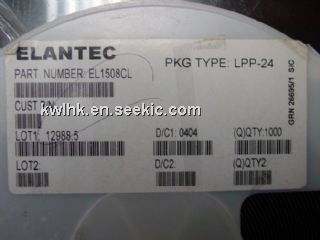 ELANTEC
PKG TYPE: LPP-24
PART NUMBER: EL1508CL
CUST P/N:
kwlhk.en.seekic.com
LOT1: 12988.5
D/C1: 0404
(Q)QTY:1000
LOT2:
D/C2:
(Q)QTY2:
GRN 26695/1 S/C